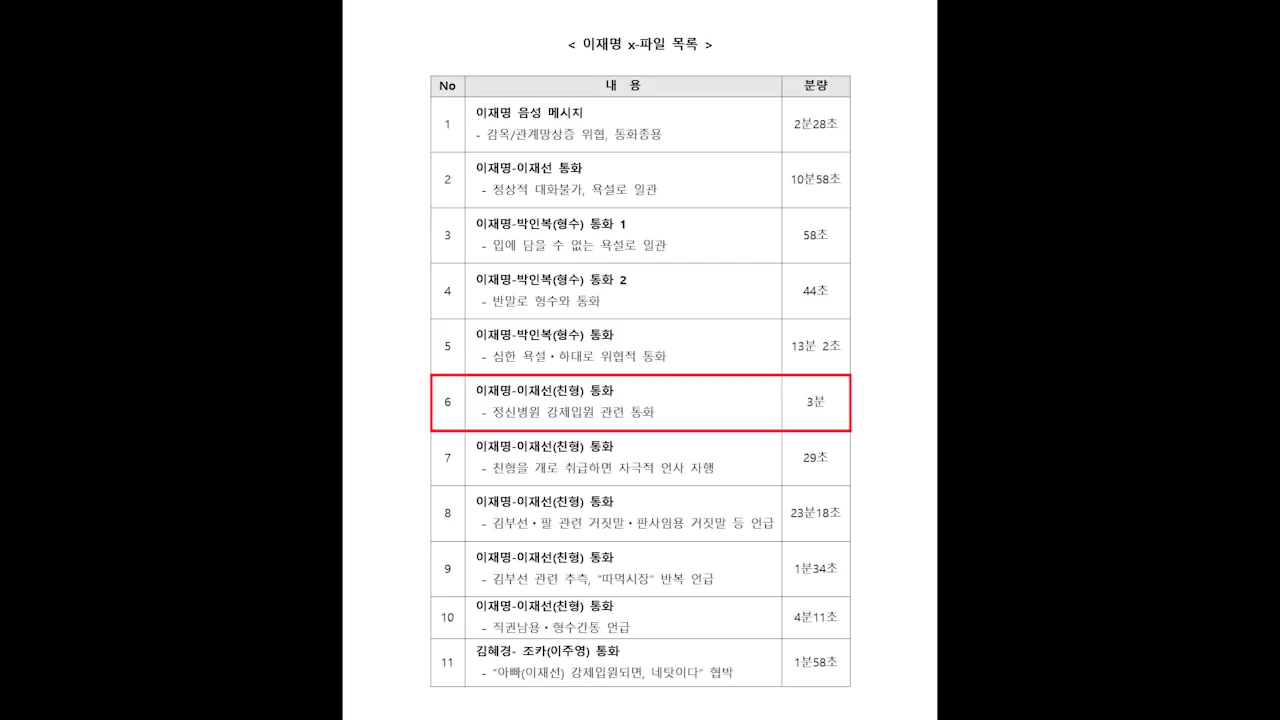 < 이재명 x-파일 목록 >
No 내 용 분량
1 이재명 음성 메시지 2분28초
- 감옥/관계망상증 위협, 통화종용
2 이재명-이재선 통화 10분58초
- 정상적 대화불가, 욕설로 일관
3 이재명-박인복(형수) 통화 1 58초
- 입에 담을 수 없는 욕설로 일관
4 이재명-박인복(형수) 통화 2 44초
- 반말로 형수와 통화
5 이재명-박인복(형수) 통화 13분 2초
- 심한 욕설・하대로 위협적 통화
6 이재명-이재선(친형) 통화 3분
- 정신병원 강제입원 관련 통화
7 이재명-이재선(친형) 통화 29초
- 친형을 개로 취급하면 자극적 언사 자행
8 이재명-이재선(친형) 통화 23분18초
- 김부선・팔 관련 거짓말・판사임용 거짓말 등 언급
9 이재명-이재선(친형) 통화 1분34초
- 김부선 관련 추측, "따먹시장" 반복 언급
10 이재명-이재선(친형) 통화 4분11초
- 직권남용・형수간통 언급
11 김혜경- 조카(이주영) 통화 1분58초
- "아빠(이재선) 강제입원되면, 네탓이다" 협박